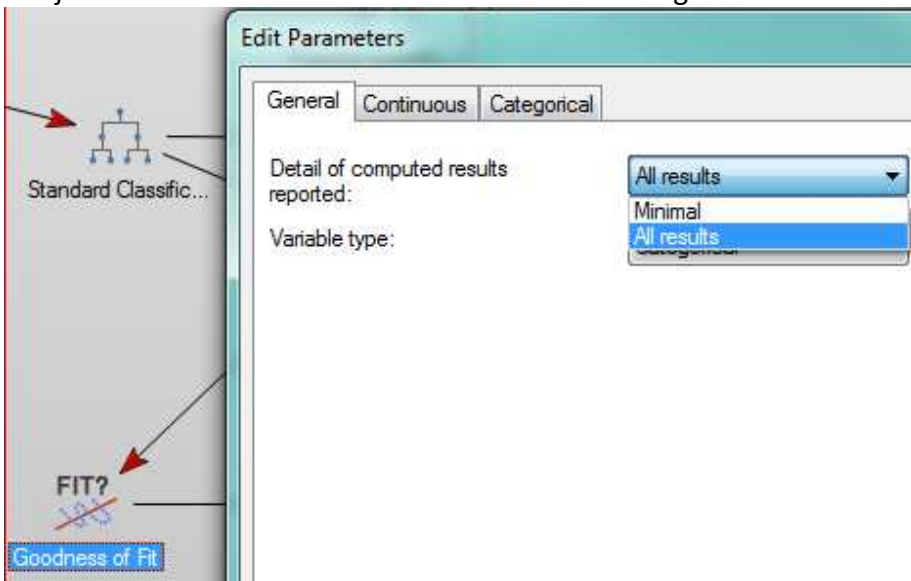 Edit Parameters
General Continuous Categorical
Detail of computed results
reported:
All results
Minimal
All results
Variable type:
Standard Classific...
FIT?
Goodness of Fit